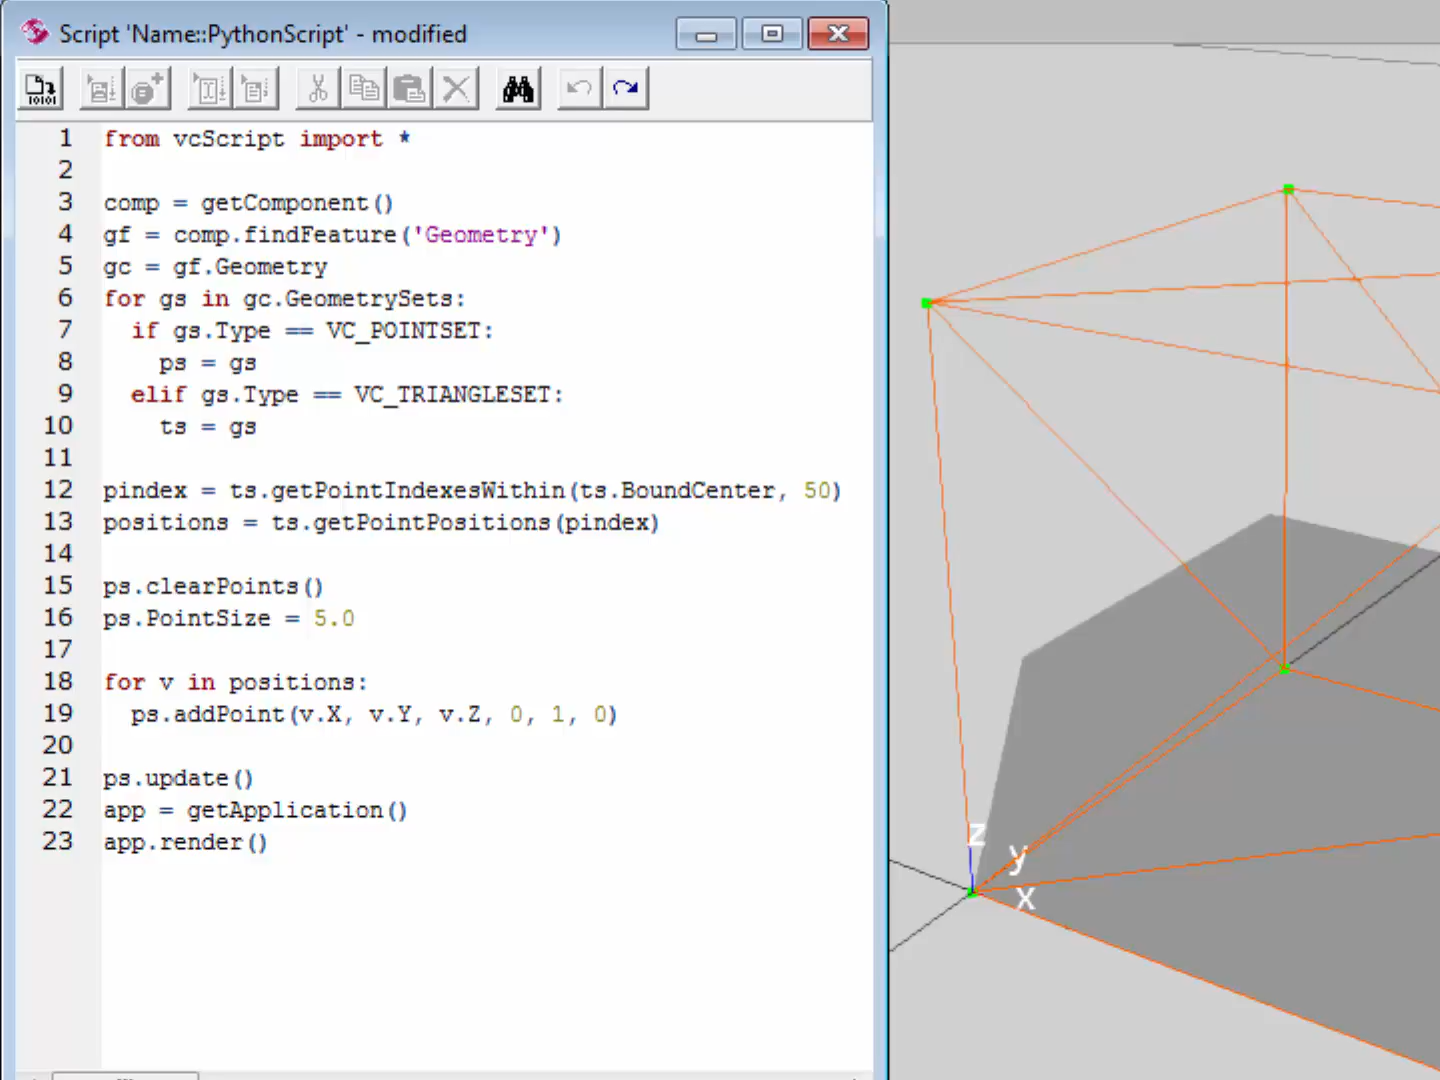 Script 'Name::PythonScript' - modified
1 from vcScript import *
2
3 comp = getComponent()
4 gf = comp.findFeature('Geometry')
5 gc = gf.Geometry
6 for gs in gc.GeometrySets:
7   if gs.Type == VC_POINTSET:
8     ps = gs
9   elif gs.Type == VC_TRIANGLESET:
10     ts = gs
11
12 pindex = ts.getPointIndexesWithin(ts.BoundCenter, 50)
13 positions = ts.getPointPositions(pindex)
14
15 ps.clearPoints()
16 ps.PointSize = 5.0
17
18 for v in positions:
19   ps.addPoint(v.X, v.Y, v.Z, 0, 1, 0)
20
21 ps.update()
22 app = getApplication()
23 app.render()
z
y
x